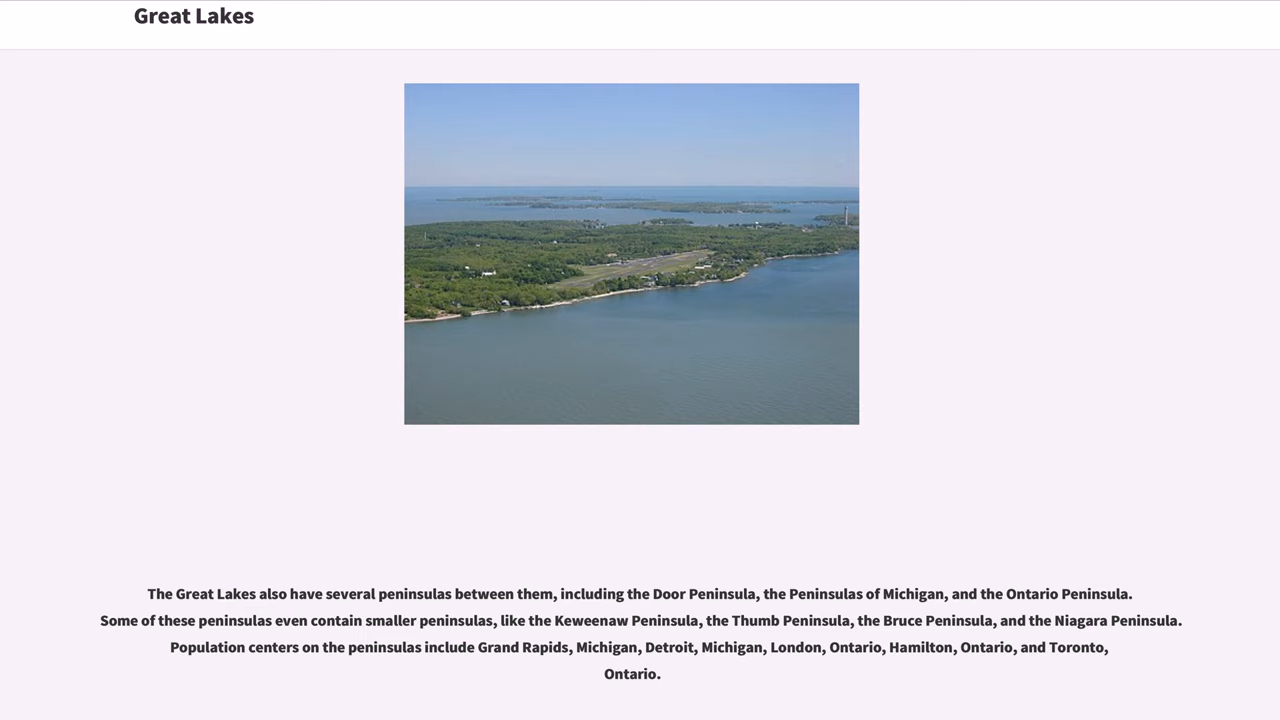 Great Lakes
The Great Lakes also have several peninsulas between them, including the Door Peninsula, the Peninsulas of Michigan, and the Ontario Peninsula.
Some of these peninsulas even contain smaller peninsulas, like the Keweenaw Peninsula, the Thumb Peninsula, the Bruce Peninsula, and the Niagara Peninsula.
Population centers on the peninsulas include Grand Rapids, Michigan, Detroit, Michigan, London, Ontario, Hamilton, Ontario, and Toronto,
Ontario.